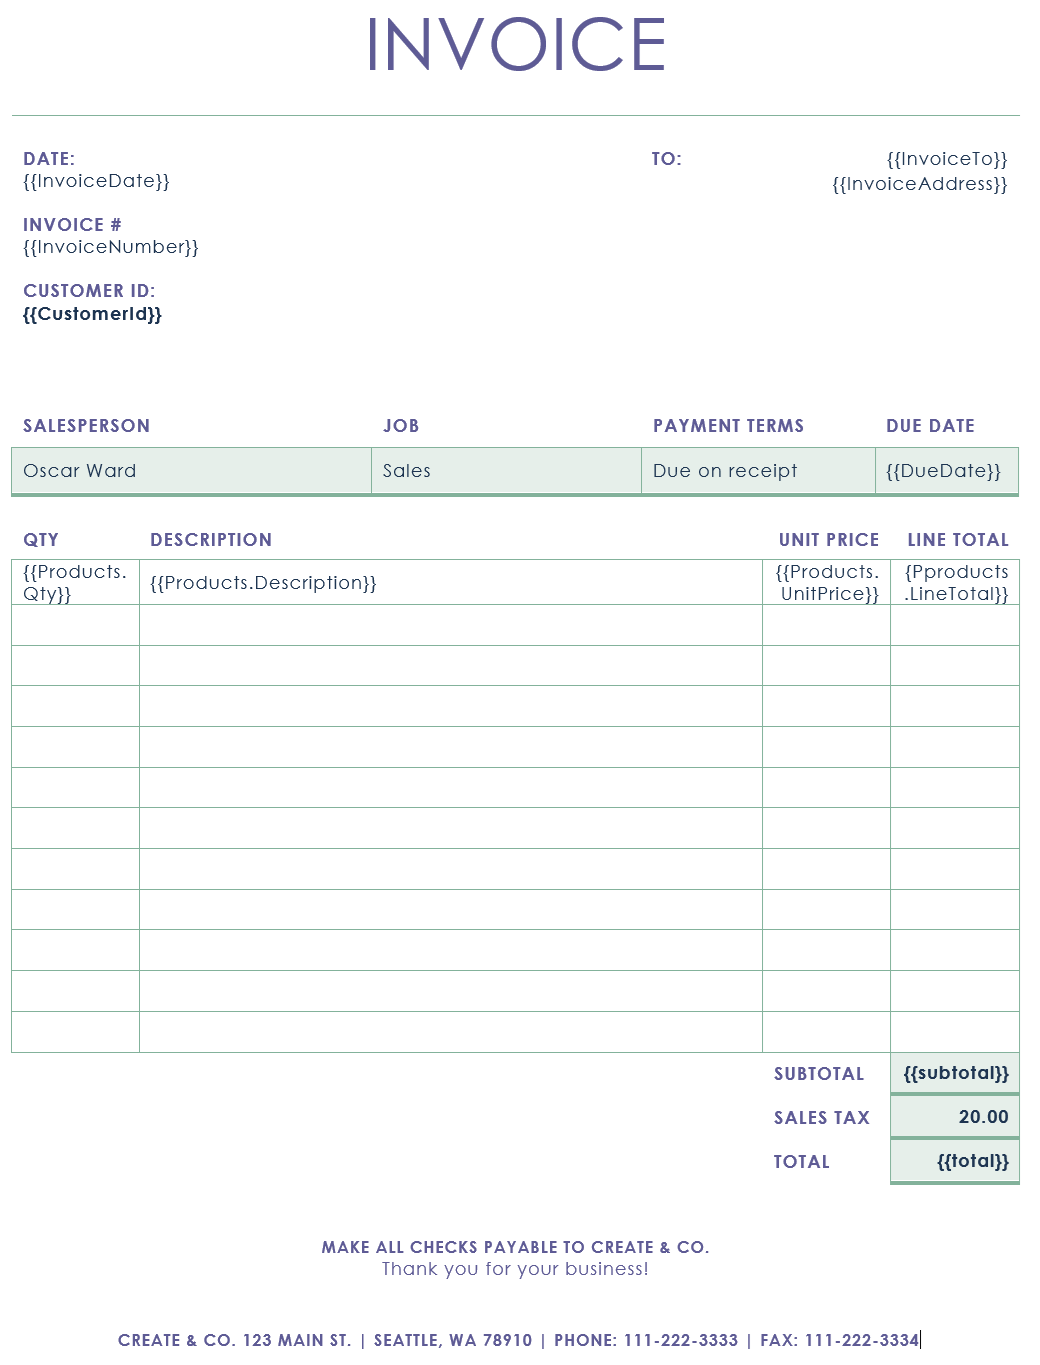 INVOICE
DATE:
{{InvoiceDate}}
TO:
{{InvoiceTo}}
{{InvoiceAddress}}
INVOICE #
{{InvoiceNumber}}
CUSTOMER ID:
{{CustomerId}}
SALESPERSON JOB PAYMENT TERMS DUE DATE
Oscar Ward Sales Due on receipt {{DueDate}}
QTY DESCRIPTION UNIT PRICE LINE TOTAL
{{Products.
Qty}}
{{Products.Description}}
{{Products.
UnitPrice}}
{Pproducts
.LineTotal}}
SUBTOTAL {{subtotal}}
SALES TAX 20.00
TOTAL {{total}}
MAKE ALL CHECKS PAYABLE TO CREATE & CO.
Thank you for your business!
CREATE & CO. 123 MAIN ST. | SEATTLE, WA 78910 | PHONE: 111-222-3333 | FAX: 111-222-3334